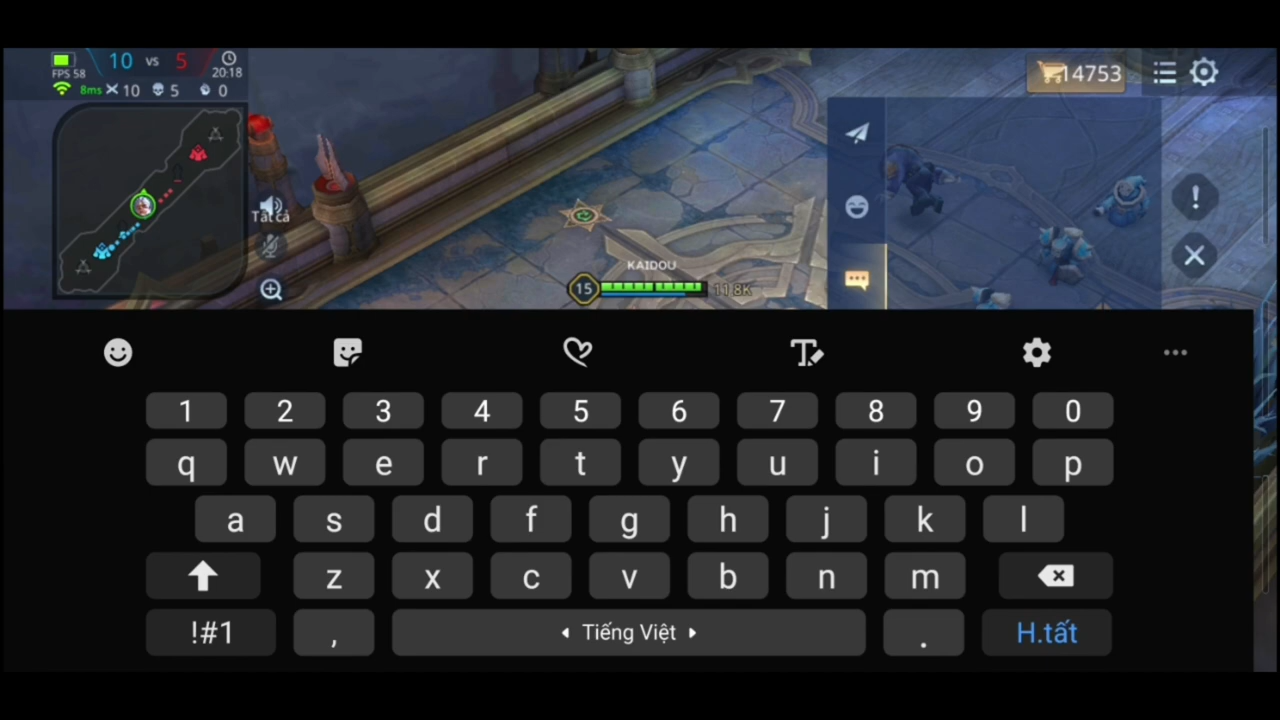 10 vs 5
FPS 58 20:18
8ms 10 5 0
14753
Tất cả
KAIDOU
15 11.8K
1 2 3 4 5 6 7 8 9 0
q w e r t y u i o p
a s d f g h j k l
z x c v b n m
!#1 , Tiếng Việt . H.tất